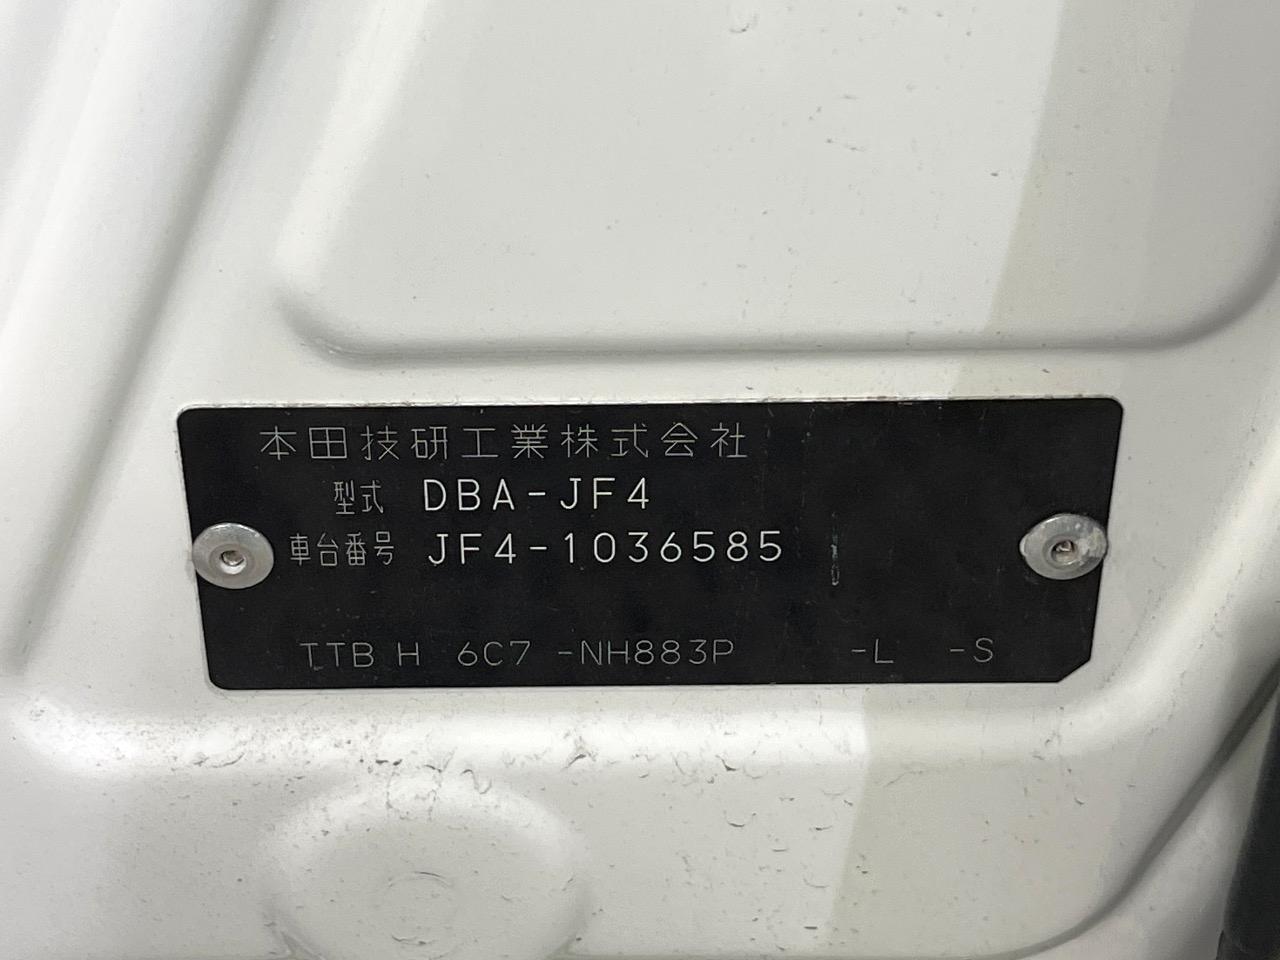 本田技研工業株式会社
型式 DBA-JF4
車台番号 JF4-1036585
TTB H 6C7 -NH883P -L -S